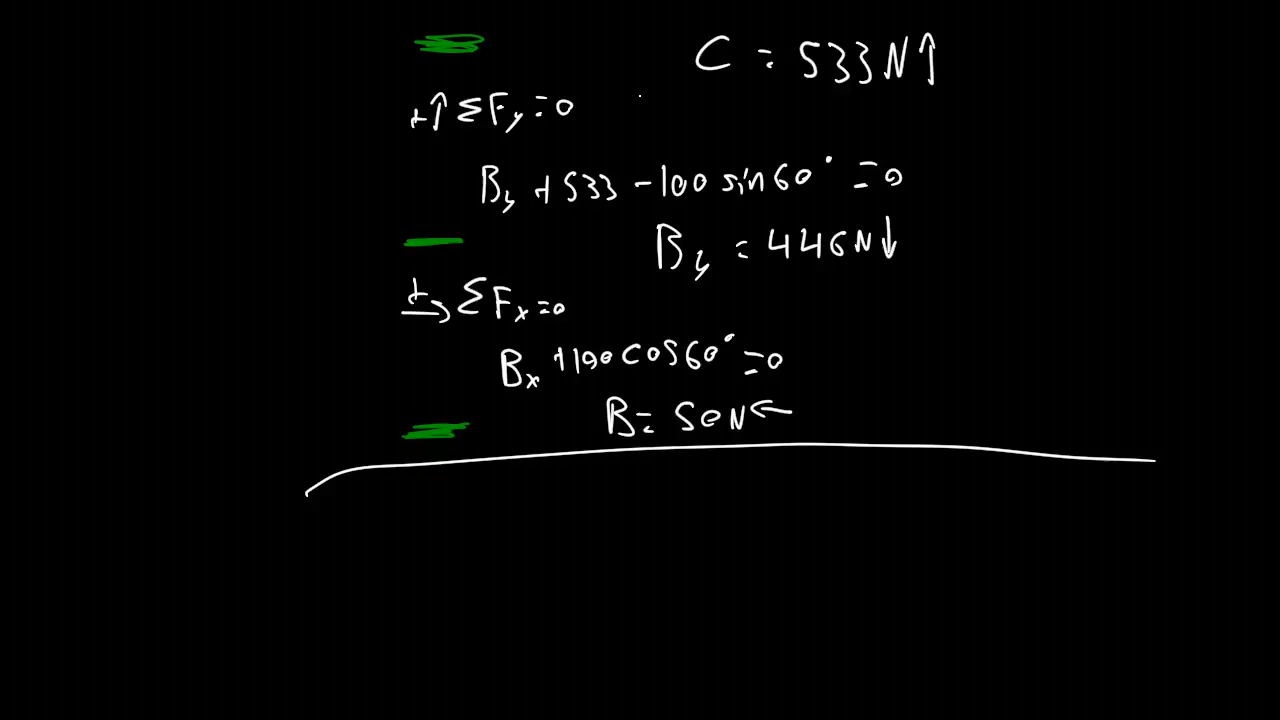 C = 533N↑
+↑ ΣFy = 0
By + 533 - 100 sin60° = 0
By = 446N↓
+→ ΣFx = 0
Bx + 100 cos60° = 0
B = 50N←